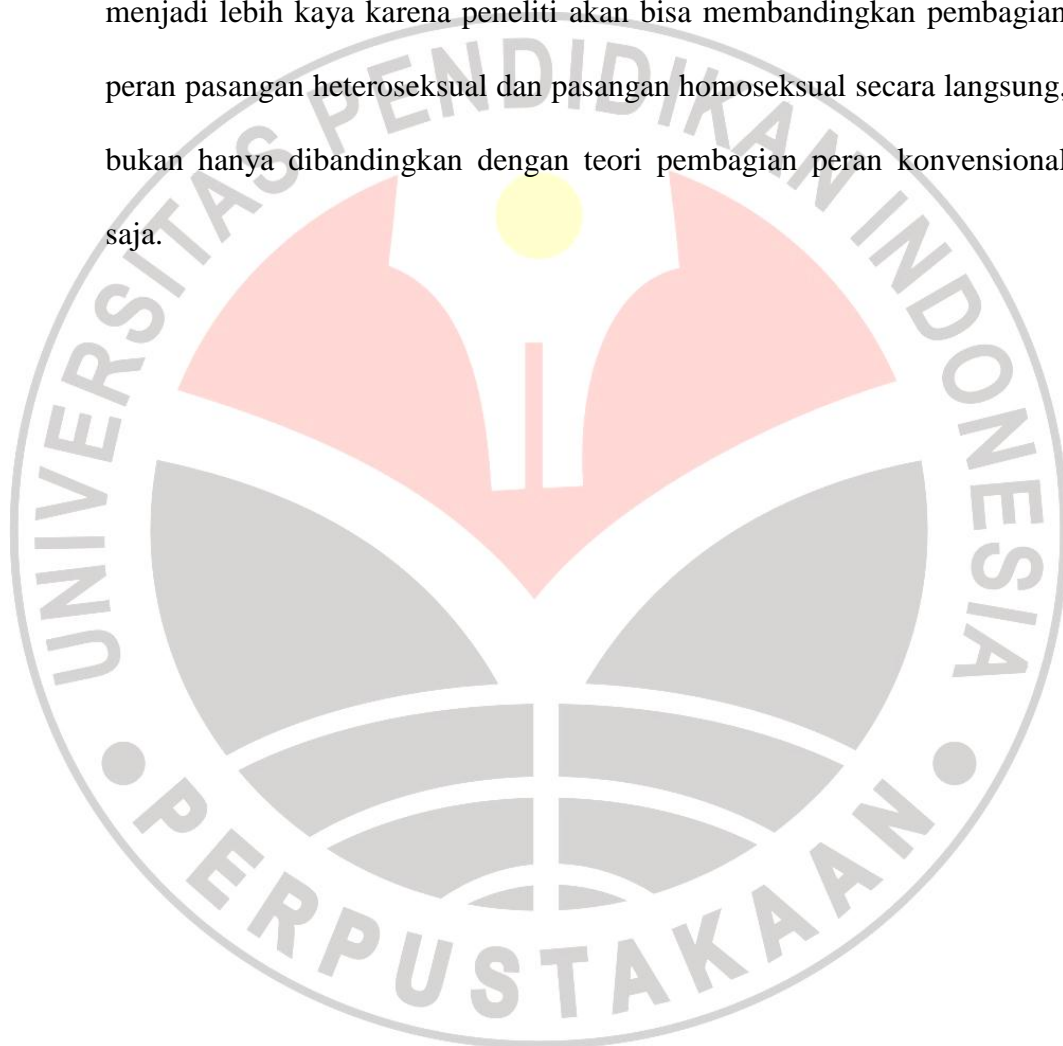 menjadi lebih kaya karena peneliti akan bisa membandingkan pembagian
peran pasangan heteroseksual dan pasangan homoseksual secara langsung,
bukan hanya dibandingkan dengan teori pembagian peran konvensional
saja.
UNIVERSITAS PENDIDIKAN INDONESIA
PERPUSTAKAAN